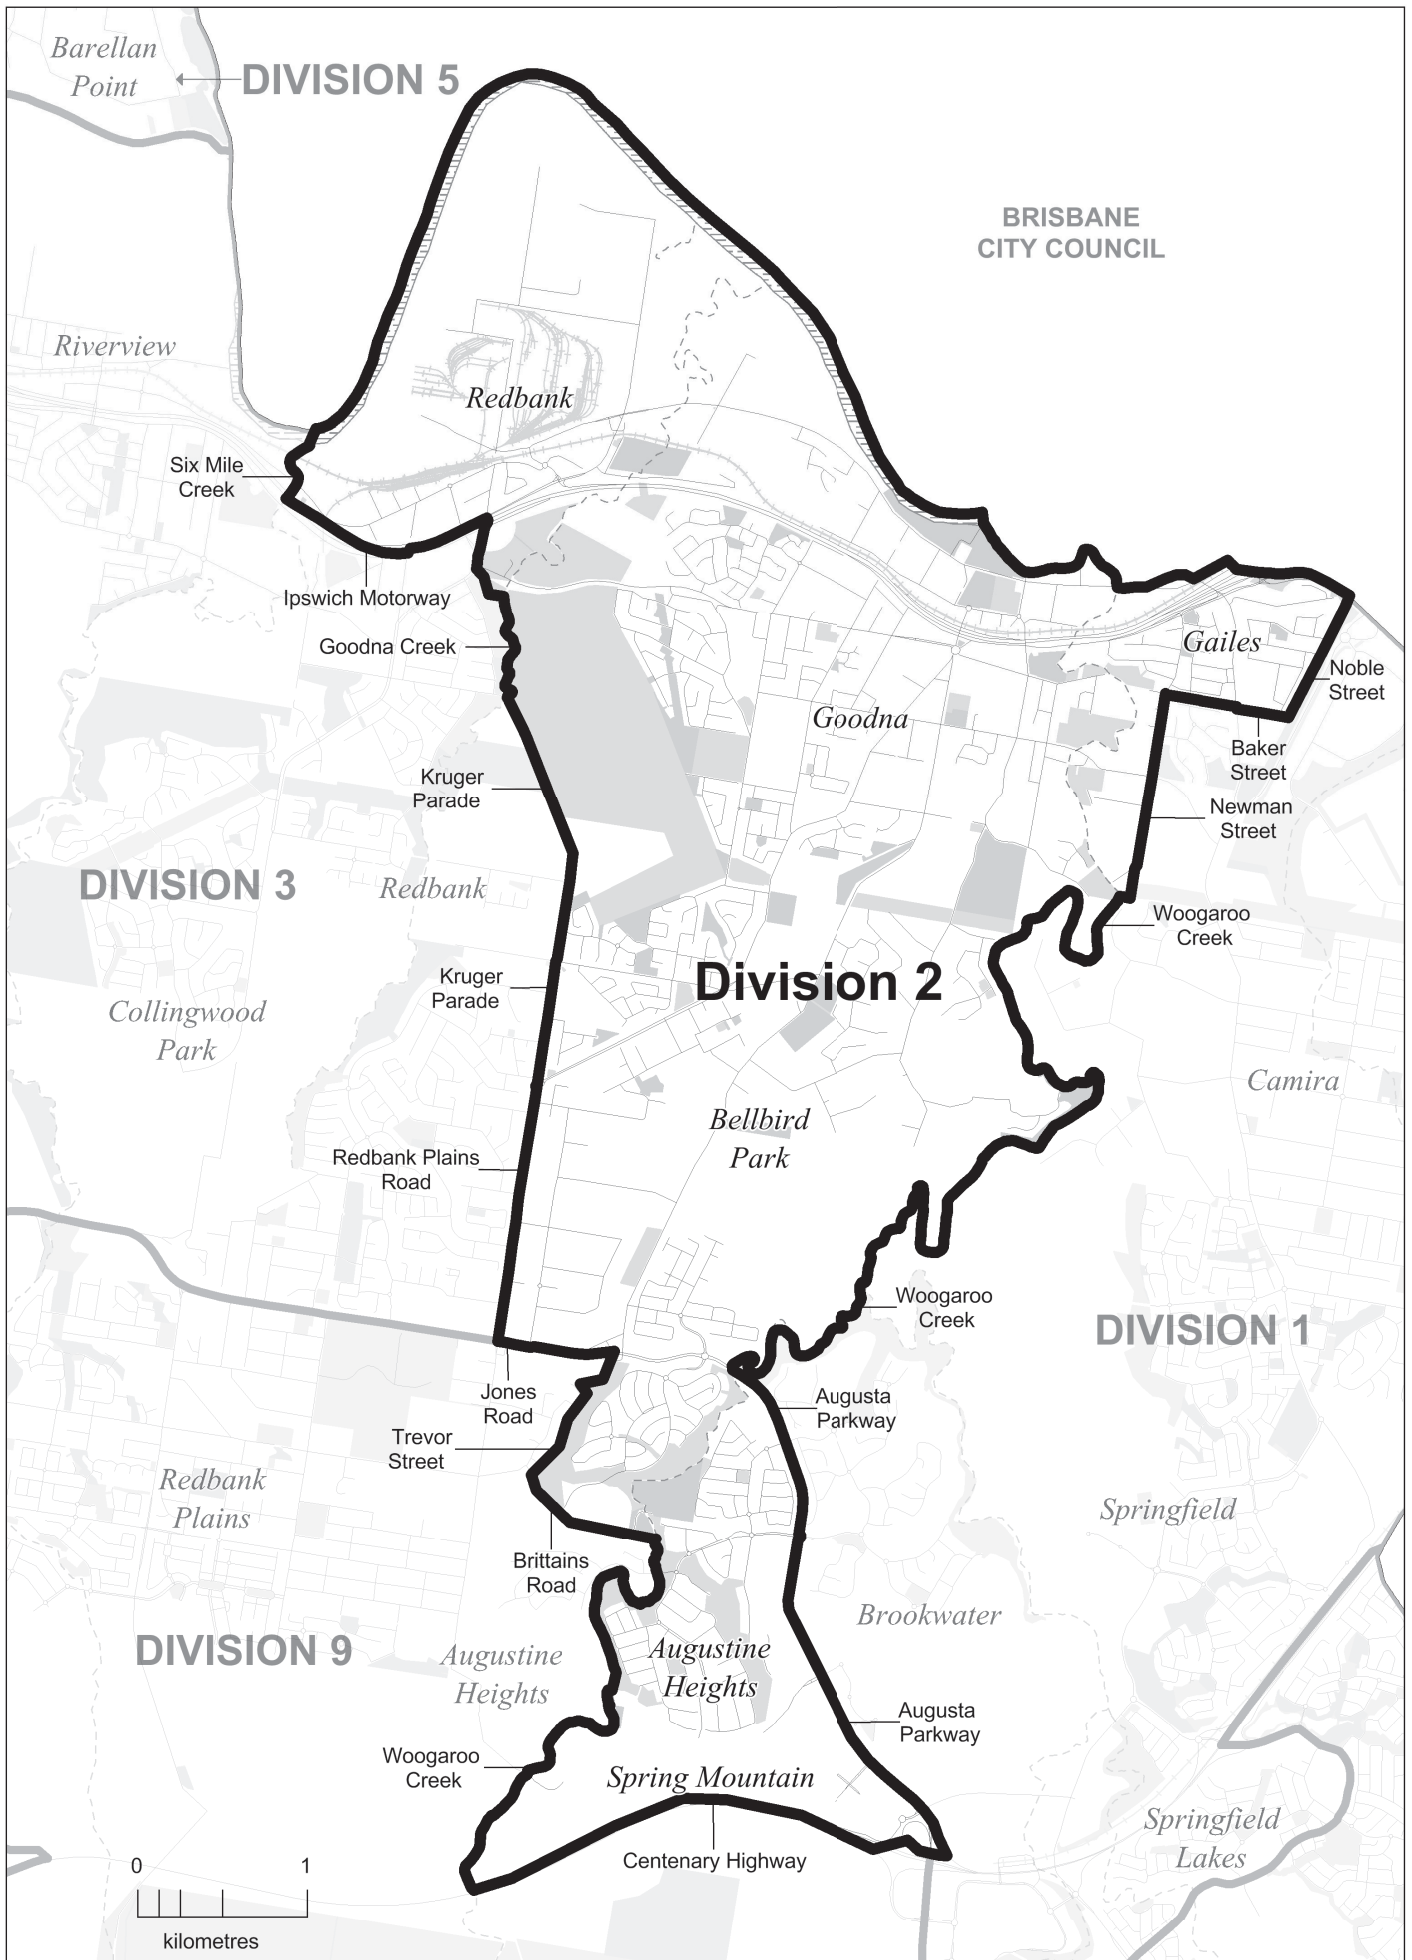 Barellan
Point
DIVISION 5
BRISBANE
CITY COUNCIL
Riverview
Redbank
Six Mile
Creek
Ipswich Motorway
Goodna Creek
Gailes
Noble
Street
Goodna
Baker
Street
Kruger
Parade
Newman
Street
DIVISION 3
Redbank
Woogaroo
Creek
Division 2
Kruger
Parade
Collingwood
Park
Camira
Bellbird
Park
Redbank Plains
Road
Woogaroo
Creek
DIVISION 1
Jones
Road
Augusta
Parkway
Trevor
Street
Redbank
Plains
Springfield
Brittains
Road
Brookwater
DIVISION 9
Augustine
Heights
Augustine
Heights
Augusta
Parkway
Woogaroo
Creek
Spring Mountain
Springfield
Lakes
Centenary Highway
0 1
kilometres